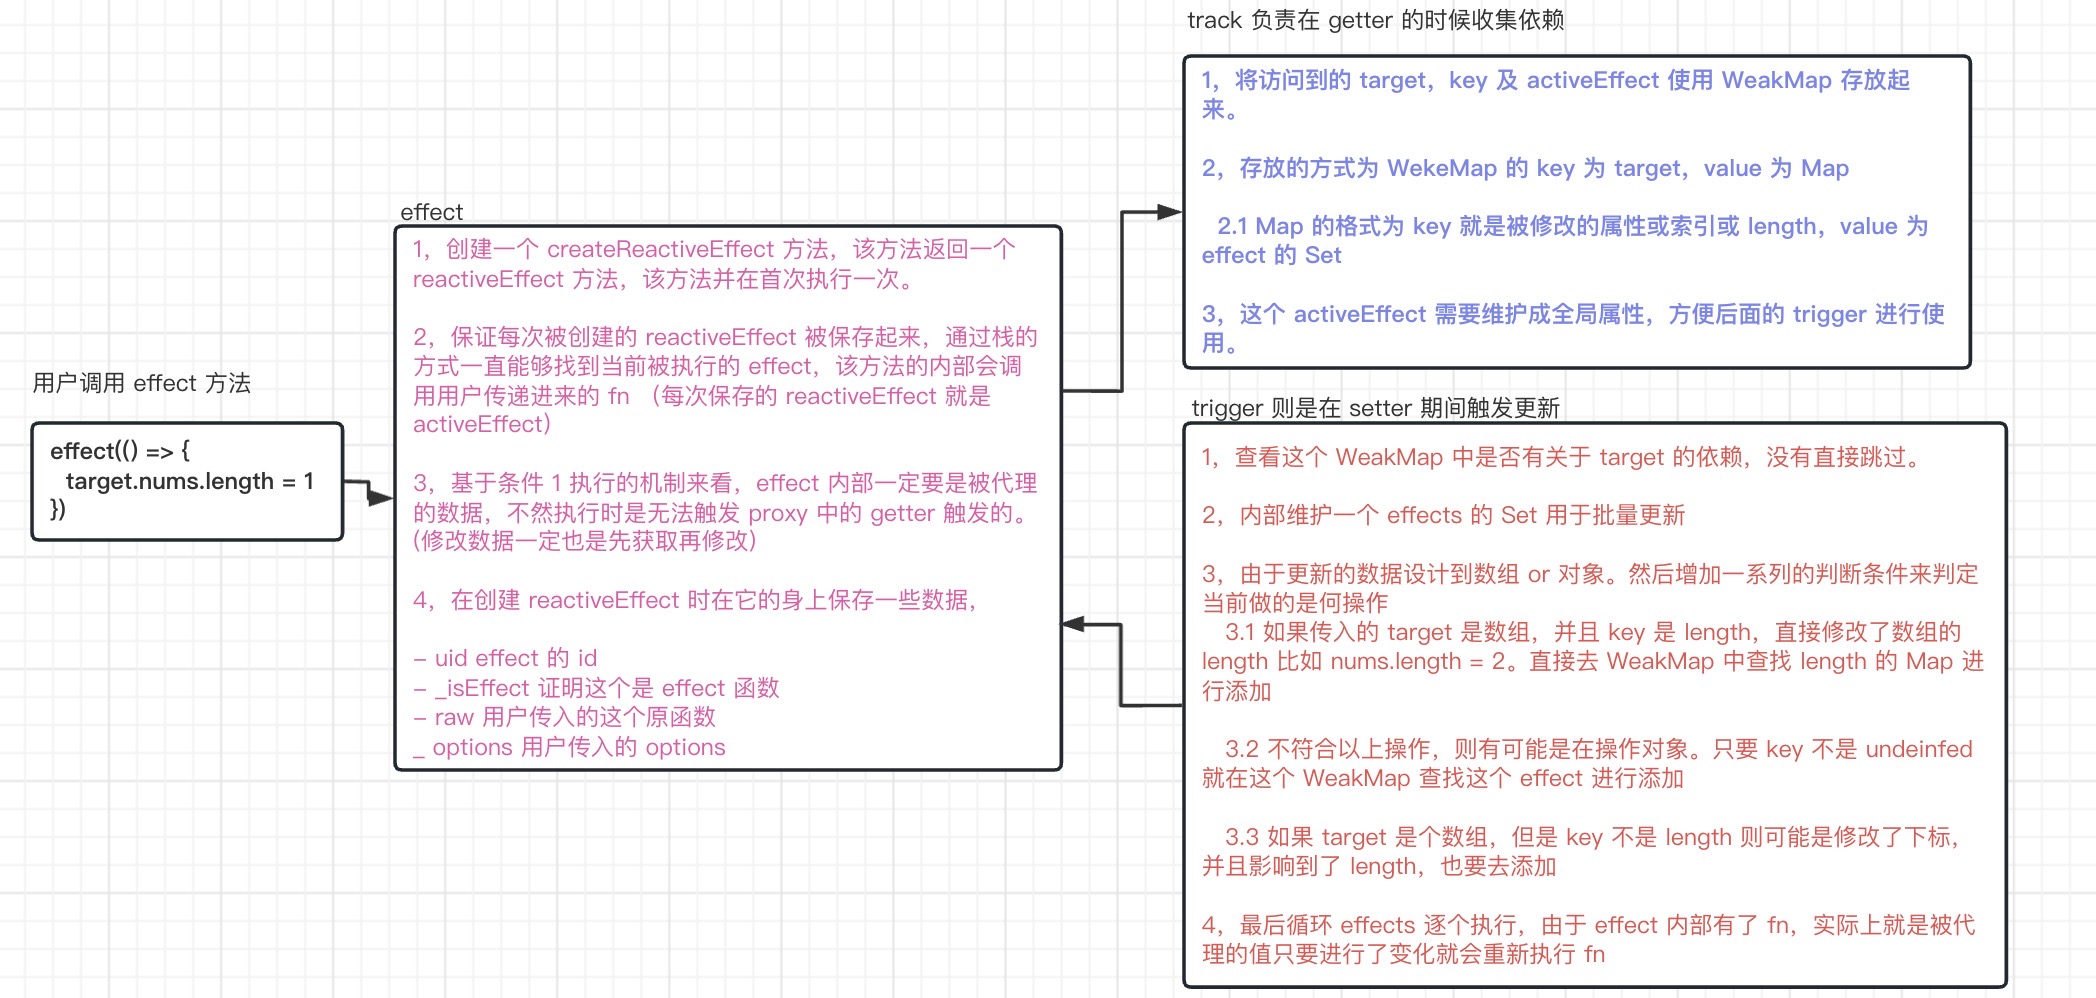 用户调用 effect 方法
effect(() => {
target.nums.length = 1
})
effect
1，创建一个 createReactiveEffect 方法，该方法返回一个
reactiveEffect 方法，该方法并在首次执行一次。
2，保证每次被创建的 reactiveEffect 被保存起来，通过栈的
方式一直能够找到当前被执行的 effect，该方法的内部会调
用用户传递进来的 fn （每次保存的 reactiveEffect 就是
activeEffect）
3，基于条件 1 执行的机制来看，effect 内部一定要是被代理
的数据，不然执行时是无法触发 proxy 中的 getter 触发的。
(修改数据一定也是先获取再修改）
4，在创建 reactiveEffect 时在它的身上保存一些数据，
– uid effect 的 id
– _isEffect 证明这个是 effect 函数
– raw 用户传入的这个原函数
_ options 用户传入的 options
track 负责在 getter 的时候收集依赖
1，将访问到的 target，key 及 activeEffect 使用 WeakMap 存放起
来。
2，存放的方式为 WekeMap 的 key 为 target，value 为 Map
2.1 Map 的格式为 key 就是被修改的属性或索引或 length，value 为
effect 的 Set
3，这个 activeEffect 需要维护成全局属性，方便后面的 trigger 进行使
用。
trigger 则是在 setter 期间触发更新
1，查看这个 WeakMap 中是否有关于 target 的依赖，没有直接跳过。
2，内部维护一个 effects 的 Set 用于批量更新
3，由于更新的数据设计到数组 or 对象。然后增加一系列的判断条件来判定
当前做的是何操作
3.1 如果传入的 target 是数组，并且 key 是 length，直接修改了数组的
length 比如 nums.length = 2。直接去 WeakMap 中查找 length 的 Map 进
行添加
3.2 不符合以上操作，则有可能是在操作对象。只要 key 不是 undeinfed
就在这个 WeakMap 查找这个 effect 进行添加
3.3 如果 target 是个数组，但是 key 不是 length 则可能是修改了下标，
并且影响到了 length，也要去添加
4，最后循环 effects 逐个执行，由于 effect 内部有了 fn，实际上就是被代
理的值只要进行了变化就会重新执行 fn